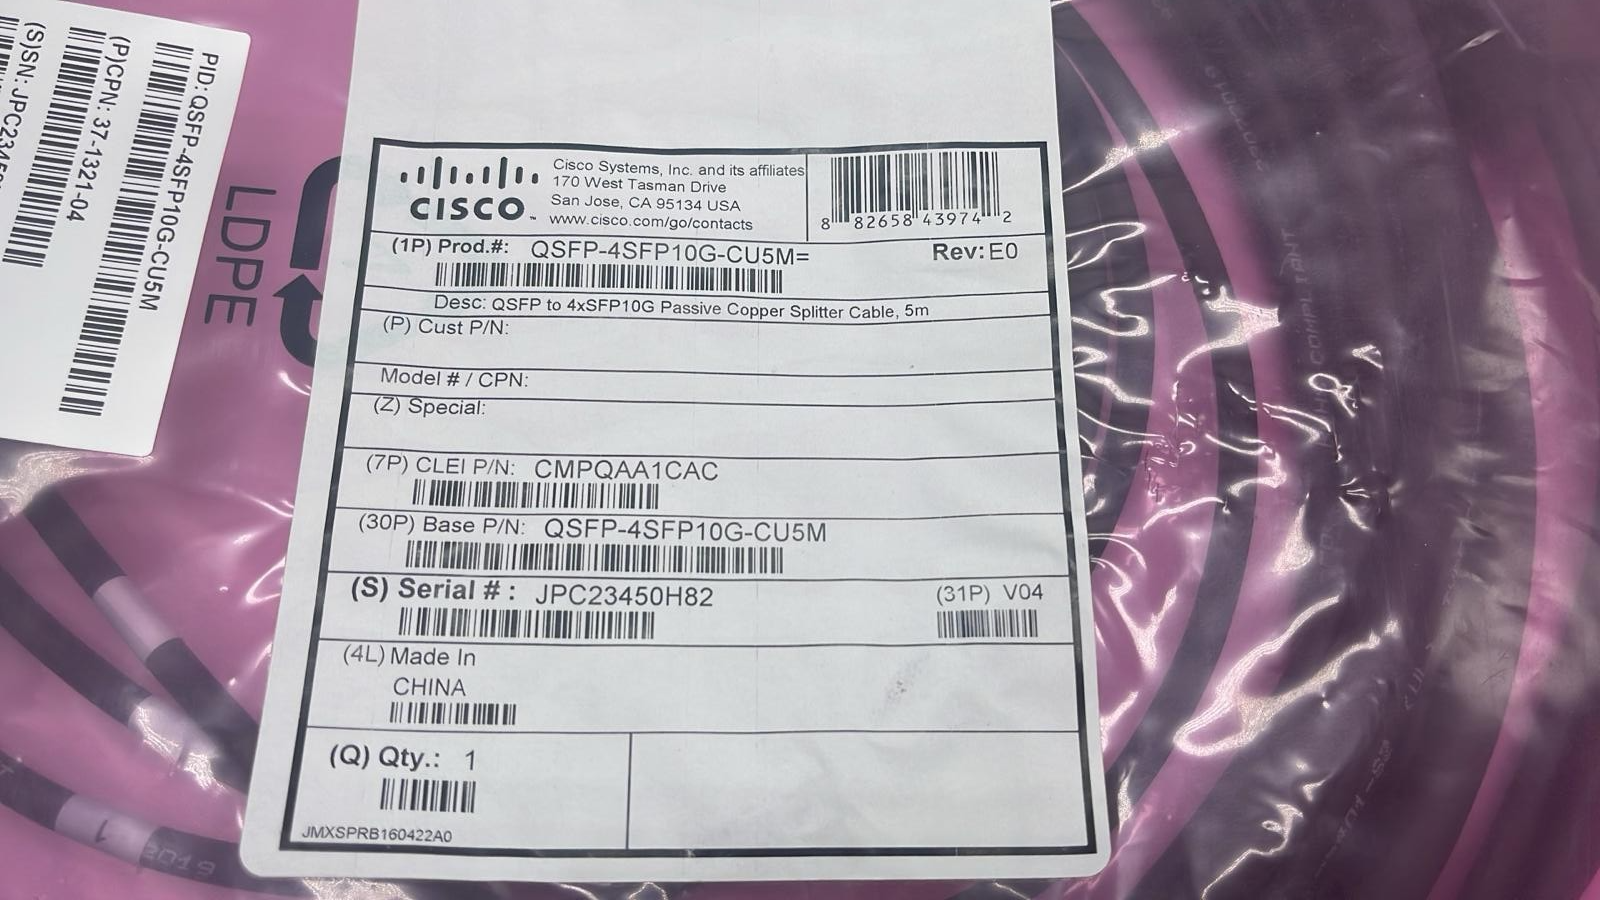 PID: QSFP-4SFP10G-CU5M
(P)CPN: 37-1321-04
(S)SN:
LDPE
CISCO
Cisco Systems, Inc. and its affiliates
170 West Tasman Drive
San Jose, CA 95134 USA
www.cisco.com/go/contacts
8 82658 43974 2
(1P) Prod.#: QSFP-4SFP10G-CU5M= Rev: E0
Desc: QSFP to 4xSFP10G Passive Copper Splitter Cable, 5m
(P) Cust P/N:
Model # / CPN:
(Z) Special:
(7P) CLEI P/N: CMPQAA1CAC
(30P) Base P/N: QSFP-4SFP10G-CU5M
(S) Serial # : JPC23450H82 (31P) V04
(4L) Made In
CHINA
(Q) Qty.: 1
JMXSPRB160422A0
1
2019